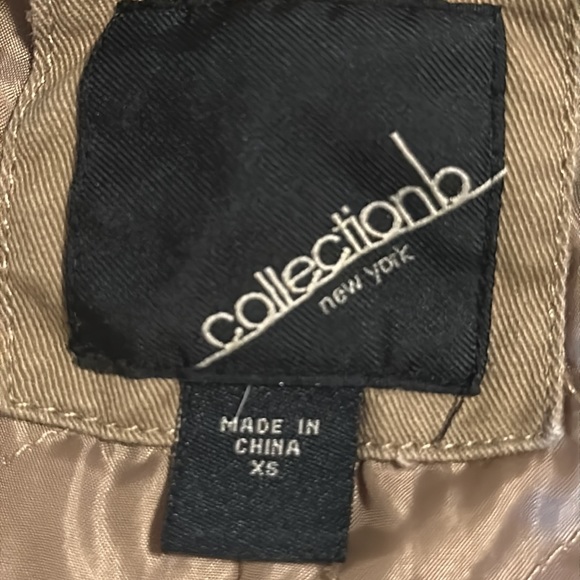 collectionb
new york
MADE IN
CHINA
XS